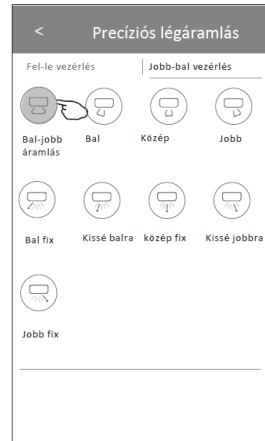 < Precíziós légáramlás
Fel-le vezérlés Jobb-bal vezérlés
Bal-jobb áramlás Bal Közép Jobb
Bal fix Kissé balra közép fix Kissé jobbra
Jobb fix